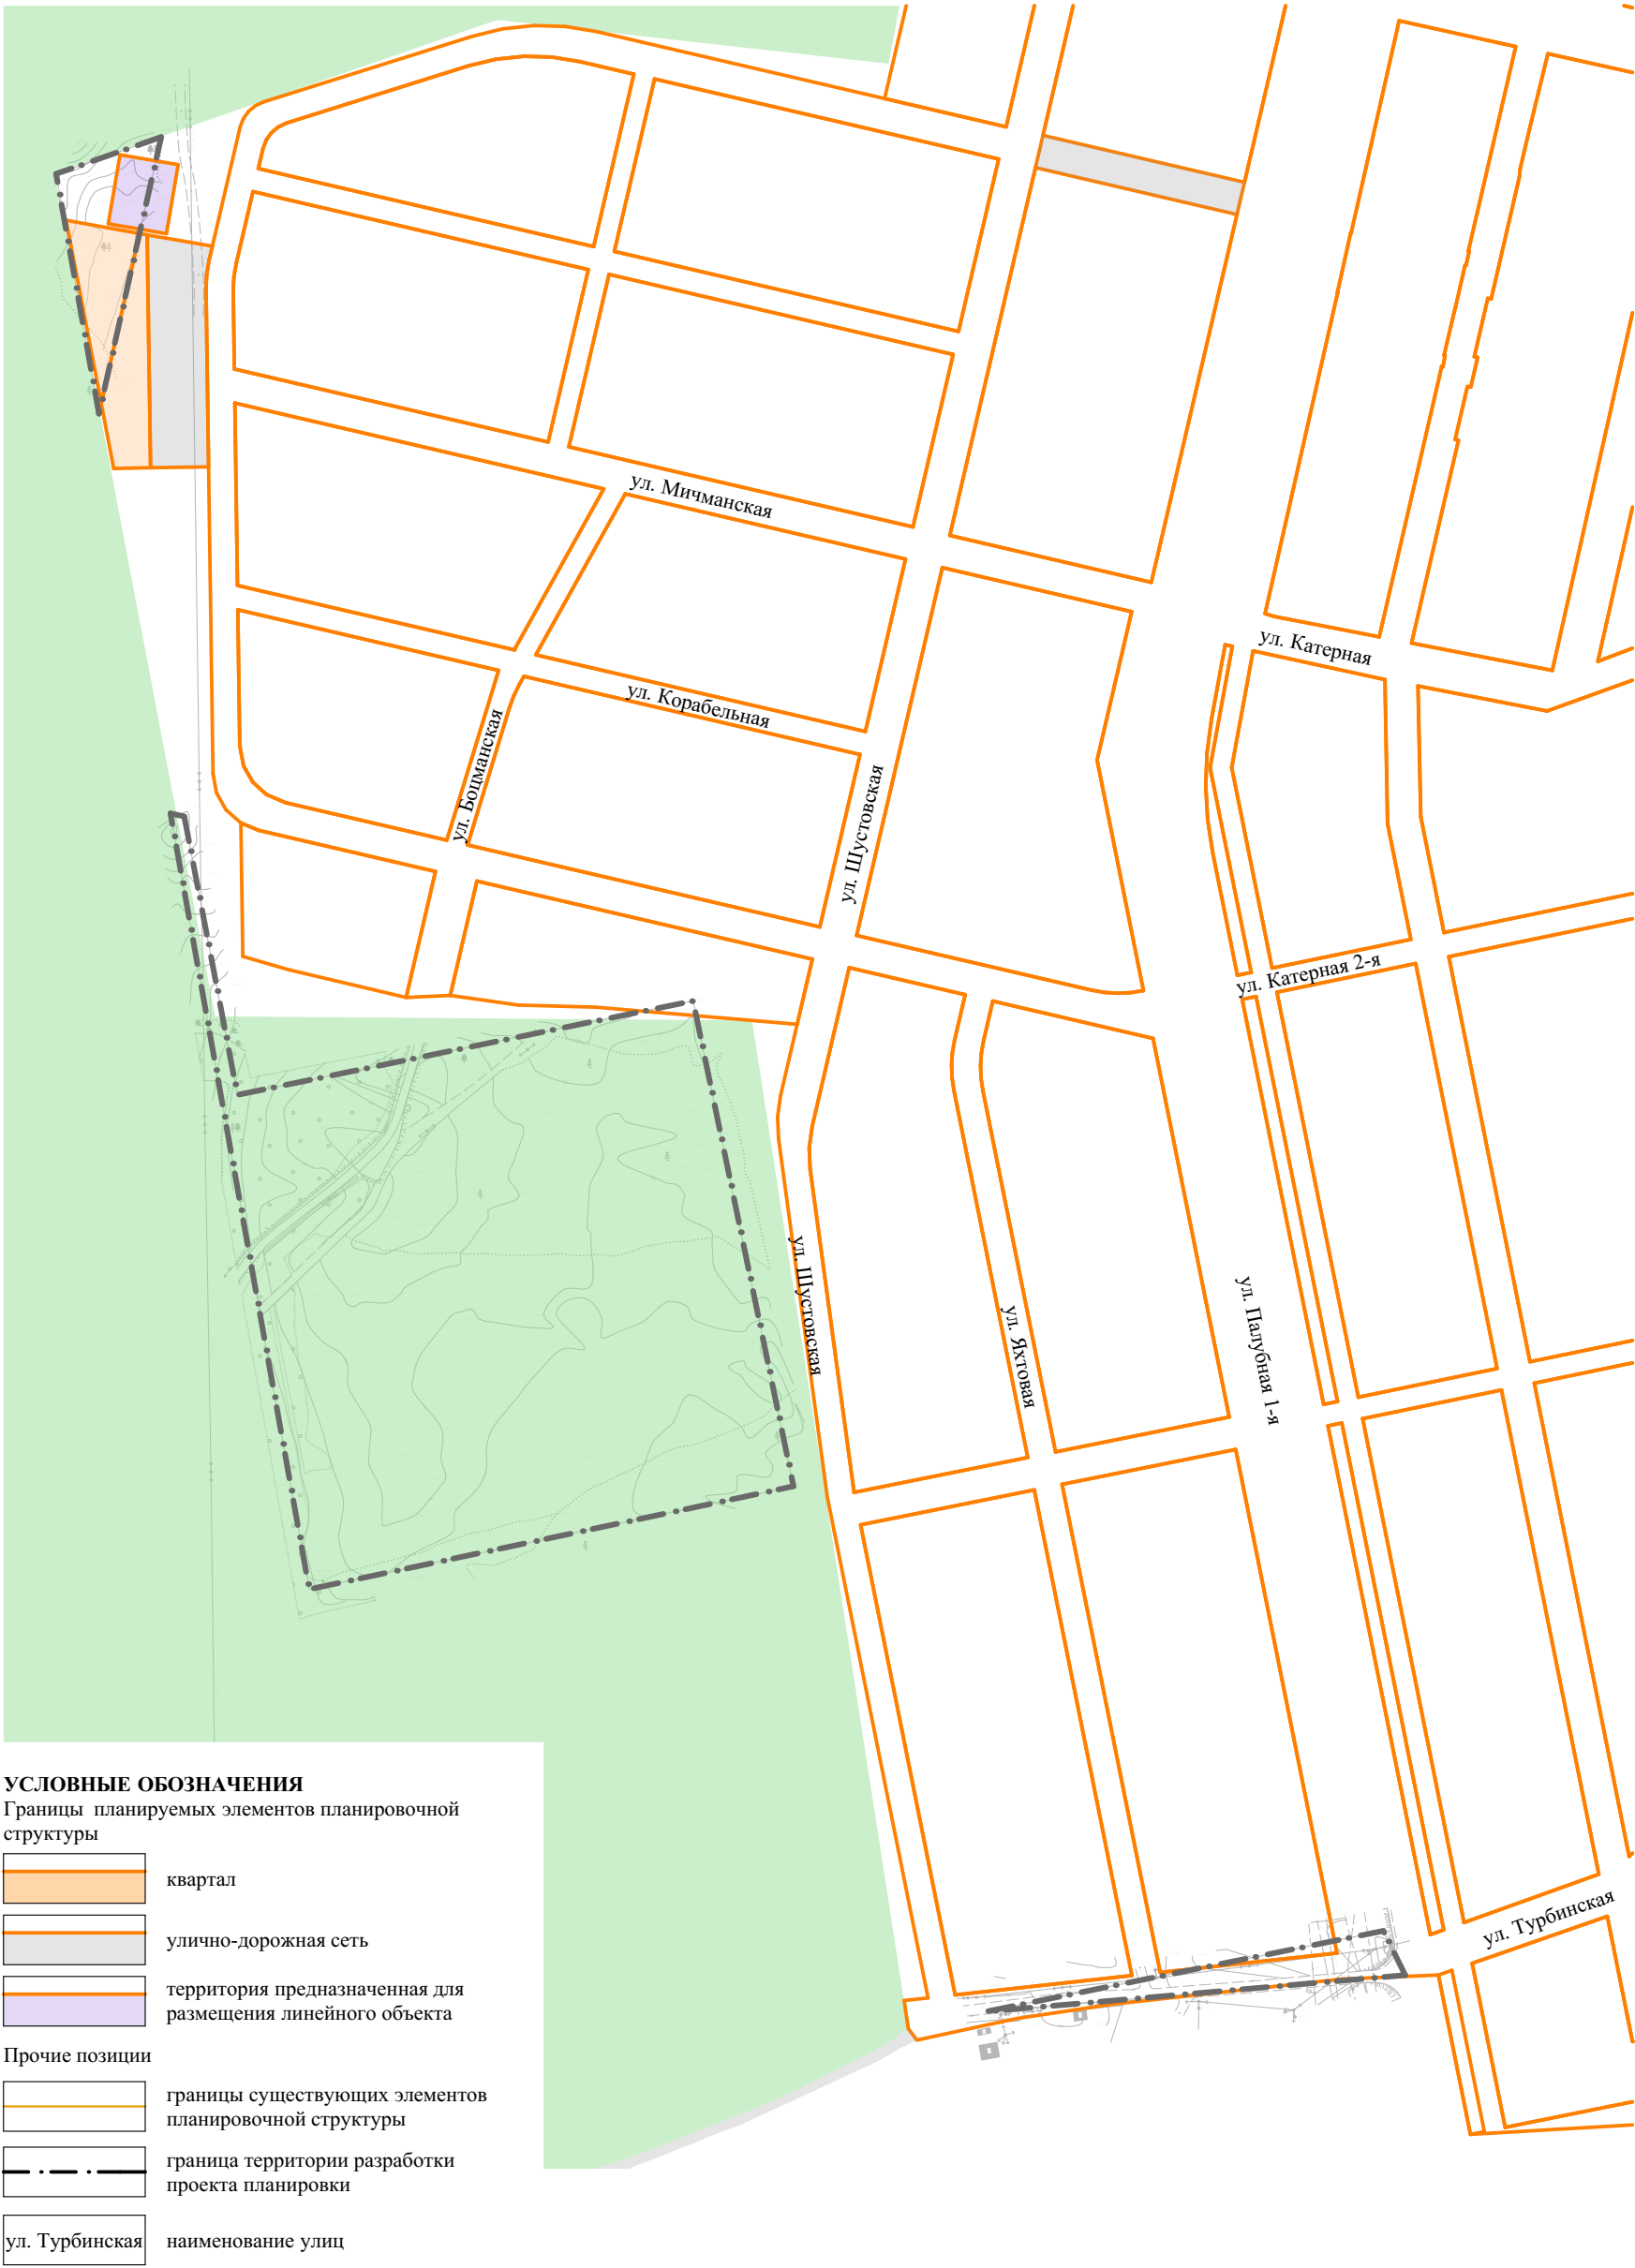 ул. Мичманская
ул. Катерная
ул. Корабельная
ул. Боцманская
ул. Шустовская
ул. Катерная 2-я
ул. Шустовская
ул. Яхтовая
ул. Палубная 1-я
ул. Турбинская
УСЛОВНЫЕ ОБОЗНАЧЕНИЯ
Границы планируемых элементов планировочной
структуры
квартал
улично-дорожная сеть
территория предназначенная для
размещения линейного объекта
Прочие позиции
границы существующих элементов
планировочной структуры
граница территории разработки
проекта планировки
ул. Турбинская
наименование улиц